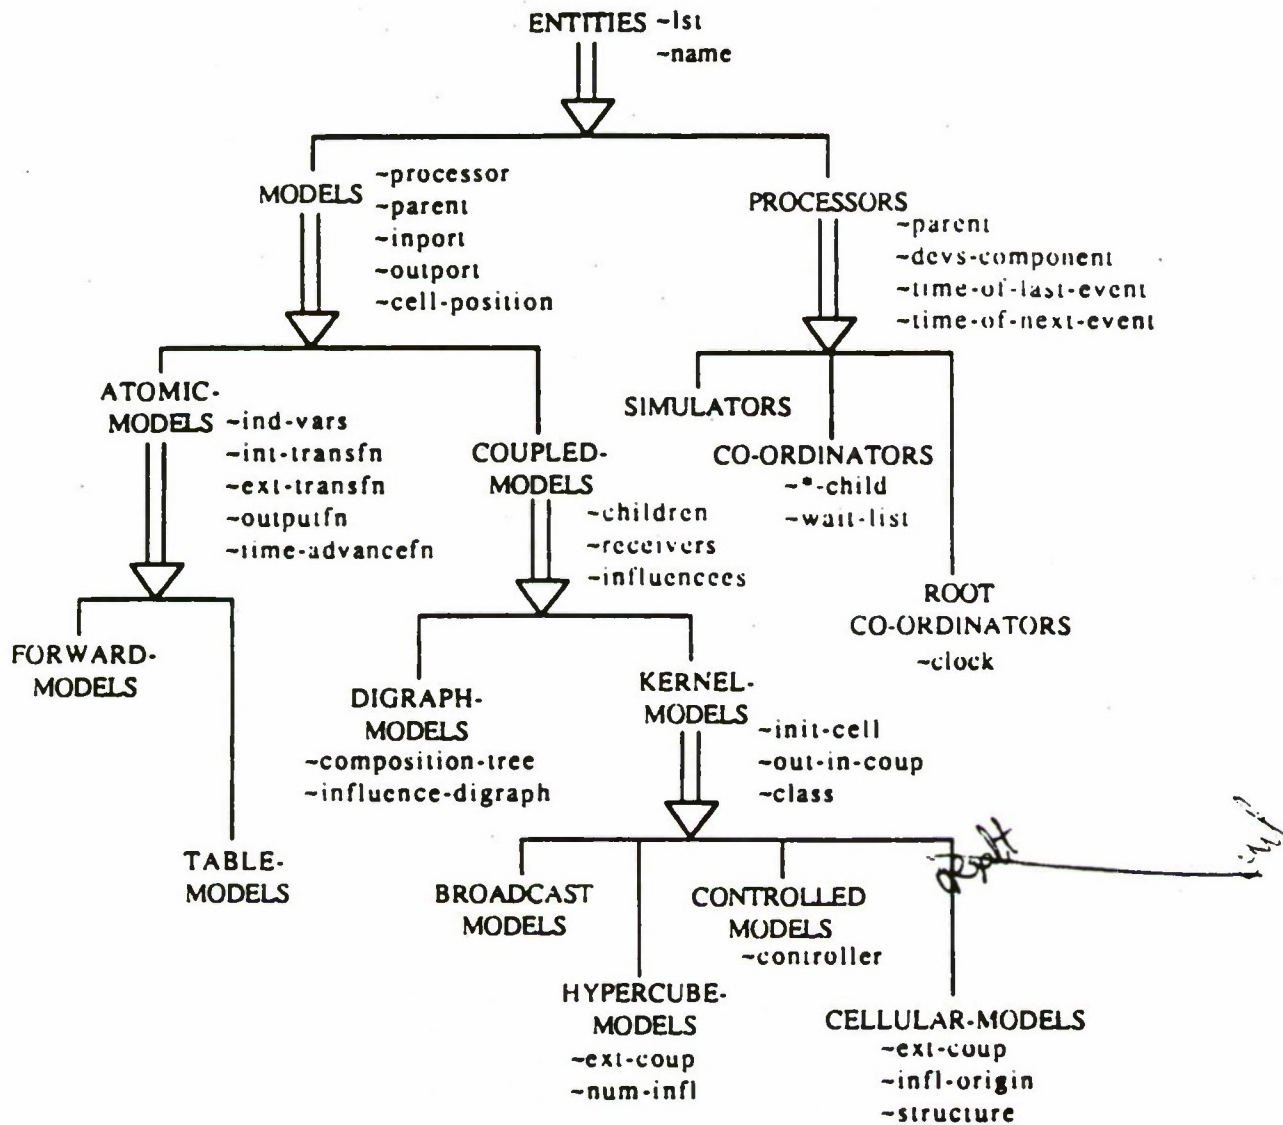 ENTITIES ~lst
~name
MODELS
~processor
~parent
~inport
~outport
~cell-position
PROCESSORS
~parent
~devs-component
~time-of-last-event
~time-of-next-event
ATOMIC-
MODELS
~ind-vars
~int-transfn
~ext-transfn
~outputfn
~time-advancefn
COUPLED-
MODELS
~children
~receivers
~influencees
SIMULATORS
CO-ORDINATORS
~*-child
~wait-list
ROOT
CO-ORDINATORS
~clock
FORWARD-
MODELS
TABLE-
MODELS
DIGRAPH-
MODELS
~composition-tree
~influence-digraph
KERNEL-
MODELS
~init-cell
~out-in-coup
~class
BROADCAST
MODELS
HYPERCUBE-
MODELS
~ext-coup
~num-infl
CONTROLLED
MODELS
~controller
CELLULAR-MODELS
~ext-coup
~infl-origin
~structure